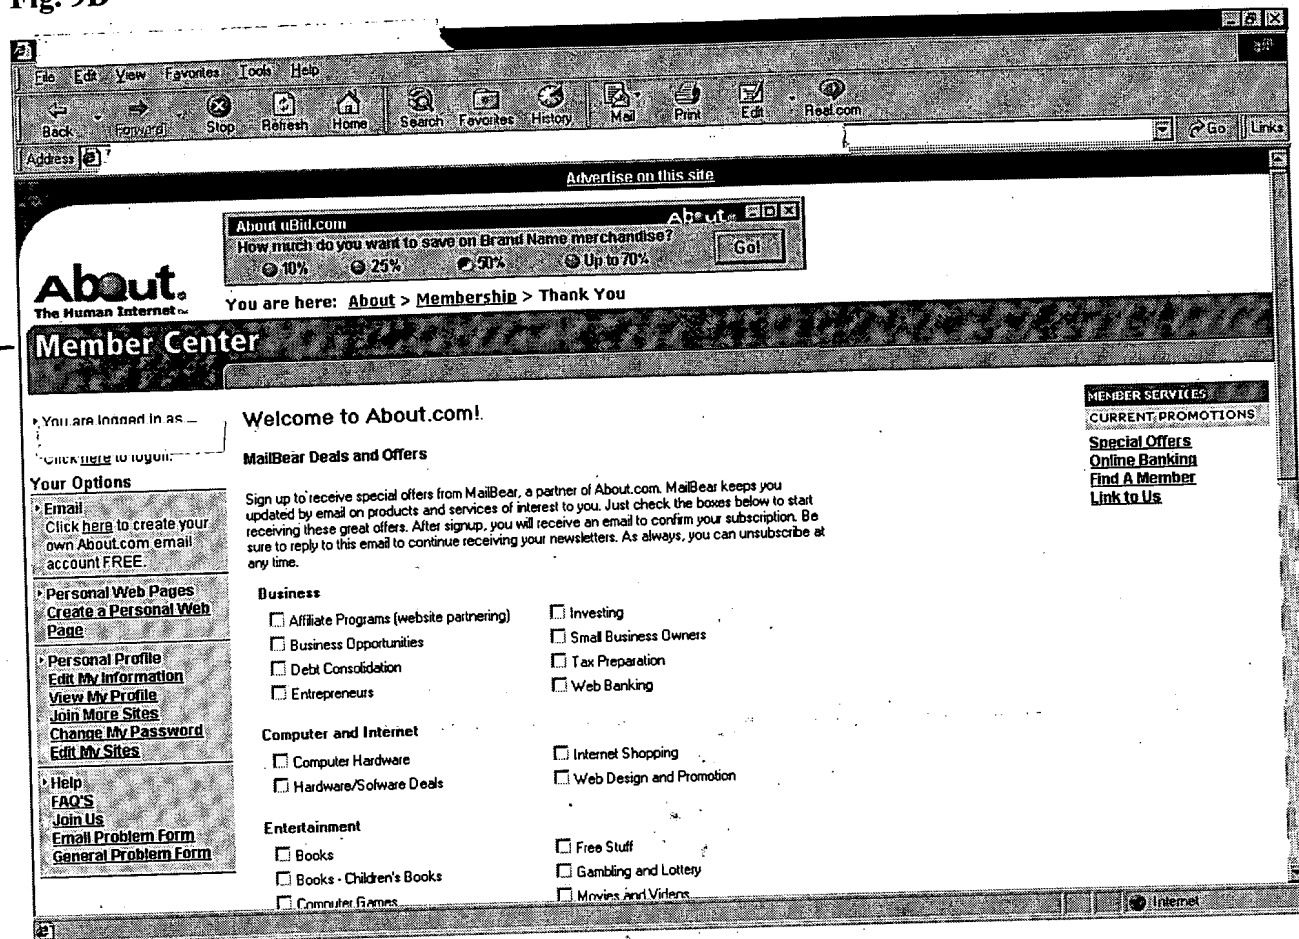 Fig. 9B
File Edit View Favorites Tools Help
Back Forward Stop Refresh Home Search Favorites History Mail Print Edit Real.com
Address Go Links
Advertise on this site
About uBid.com About
How much do you want to save on Brand Name merchandise?
10% 25% 50% Up to 70% Go!
About.
The Human Internet
You are here: About > Membership > Thank You
Member Center
You are logged in as
Click here to logoff.
Your Options
Email
Click here to create your
own About.com email
account FREE.
Personal Web Pages
Create a Personal Web
Page
Personal Profile
Edit My Information
View My Profile
Join More Sites
Change My Password
Edit My Sites
Help
FAQ'S
Join Us
Email Problem Form
General Problem Form
Welcome to About.com!
MailBear Deals and Offers
Sign up to receive special offers from MailBear, a partner of About.com. MailBear keeps you
updated by email on products and services of interest to you. Just check the boxes below to start
receiving these great offers. After signup, you will receive an email to confirm your subscription. Be
sure to reply to this email to continue receiving your newsletters. As always, you can unsubscribe at
any time.
Business
Affiliate Programs (website partnering) Investing
Business Opportunities Small Business Owners
Debt Consolidation Tax Preparation
Entrepreneurs Web Banking
Computer and Internet
Computer Hardware Internet Shopping
Hardware/Sofware Deals Web Design and Promotion
Entertainment
Books Free Stuff
Books - Children's Books Gambling and Lottery
Computer Games Movies and Videos
MEMBER SERVICES
CURRENT PROMOTIONS
Special Offers
Online Banking
Find A Member
Link to Us
Internet